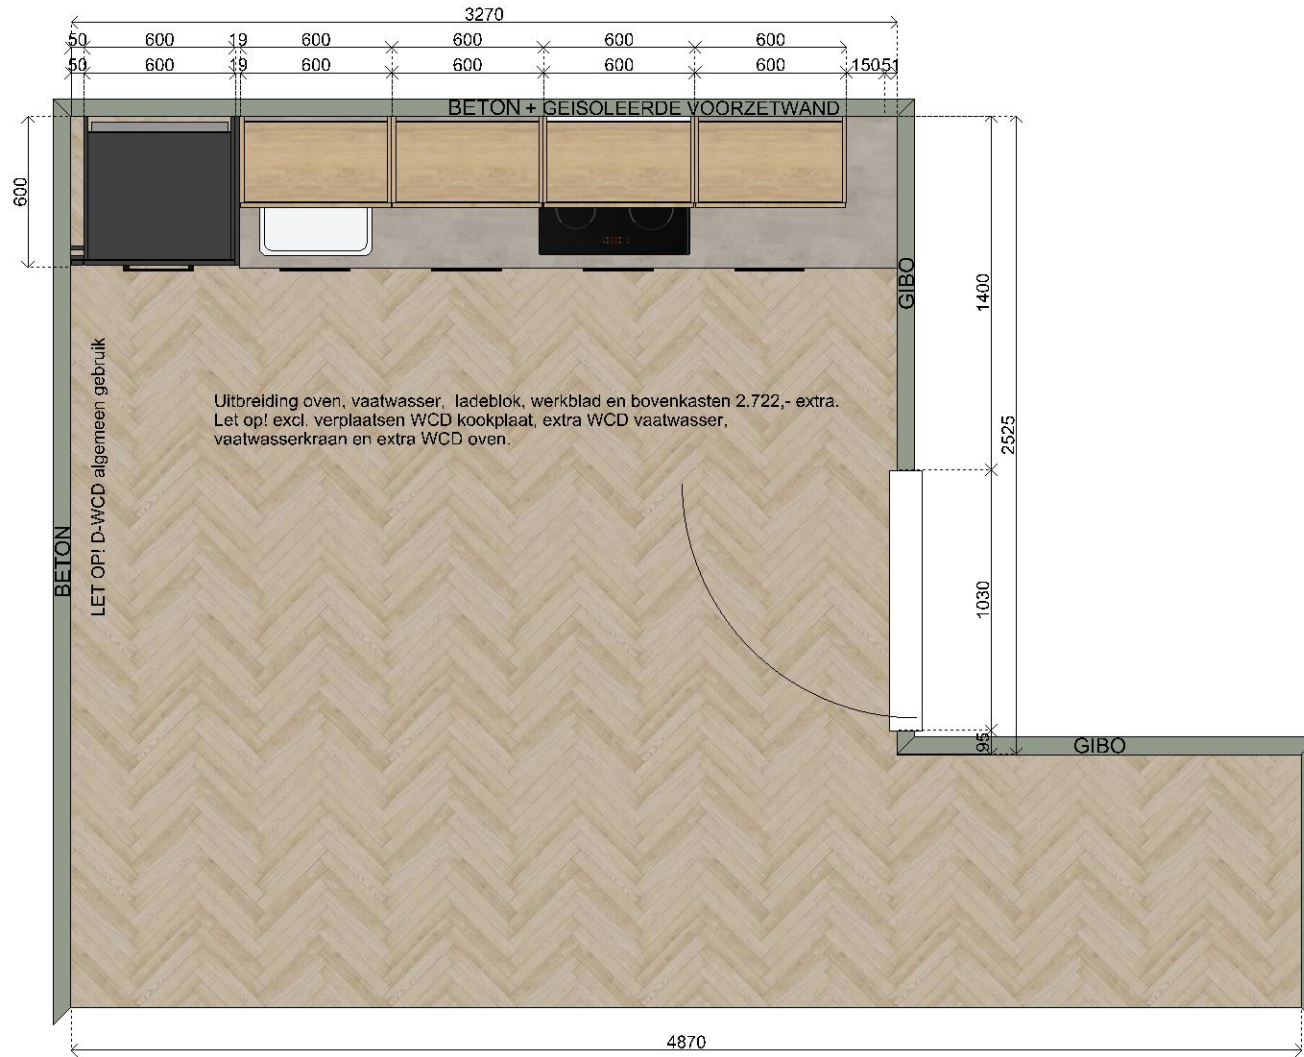 3270
50 600 19 600 600 600 600
50 600 19 600 600 600 600 150 51
BETON + GEISOLEERDE VOORZETWAND
600
GIBO
1400
2525
LET OP! D-WCD algemeen gebruik
Uitbreiding oven, vaatwasser, ladeblok, werkblad en bovenkasten 2.722,- extra.
Let op! excl. verplaatsen WCD kookplaat, extra WCD vaatwasser,
vaatwasserkraan en extra WCD oven.
BETON
1030
95
GIBO
4870